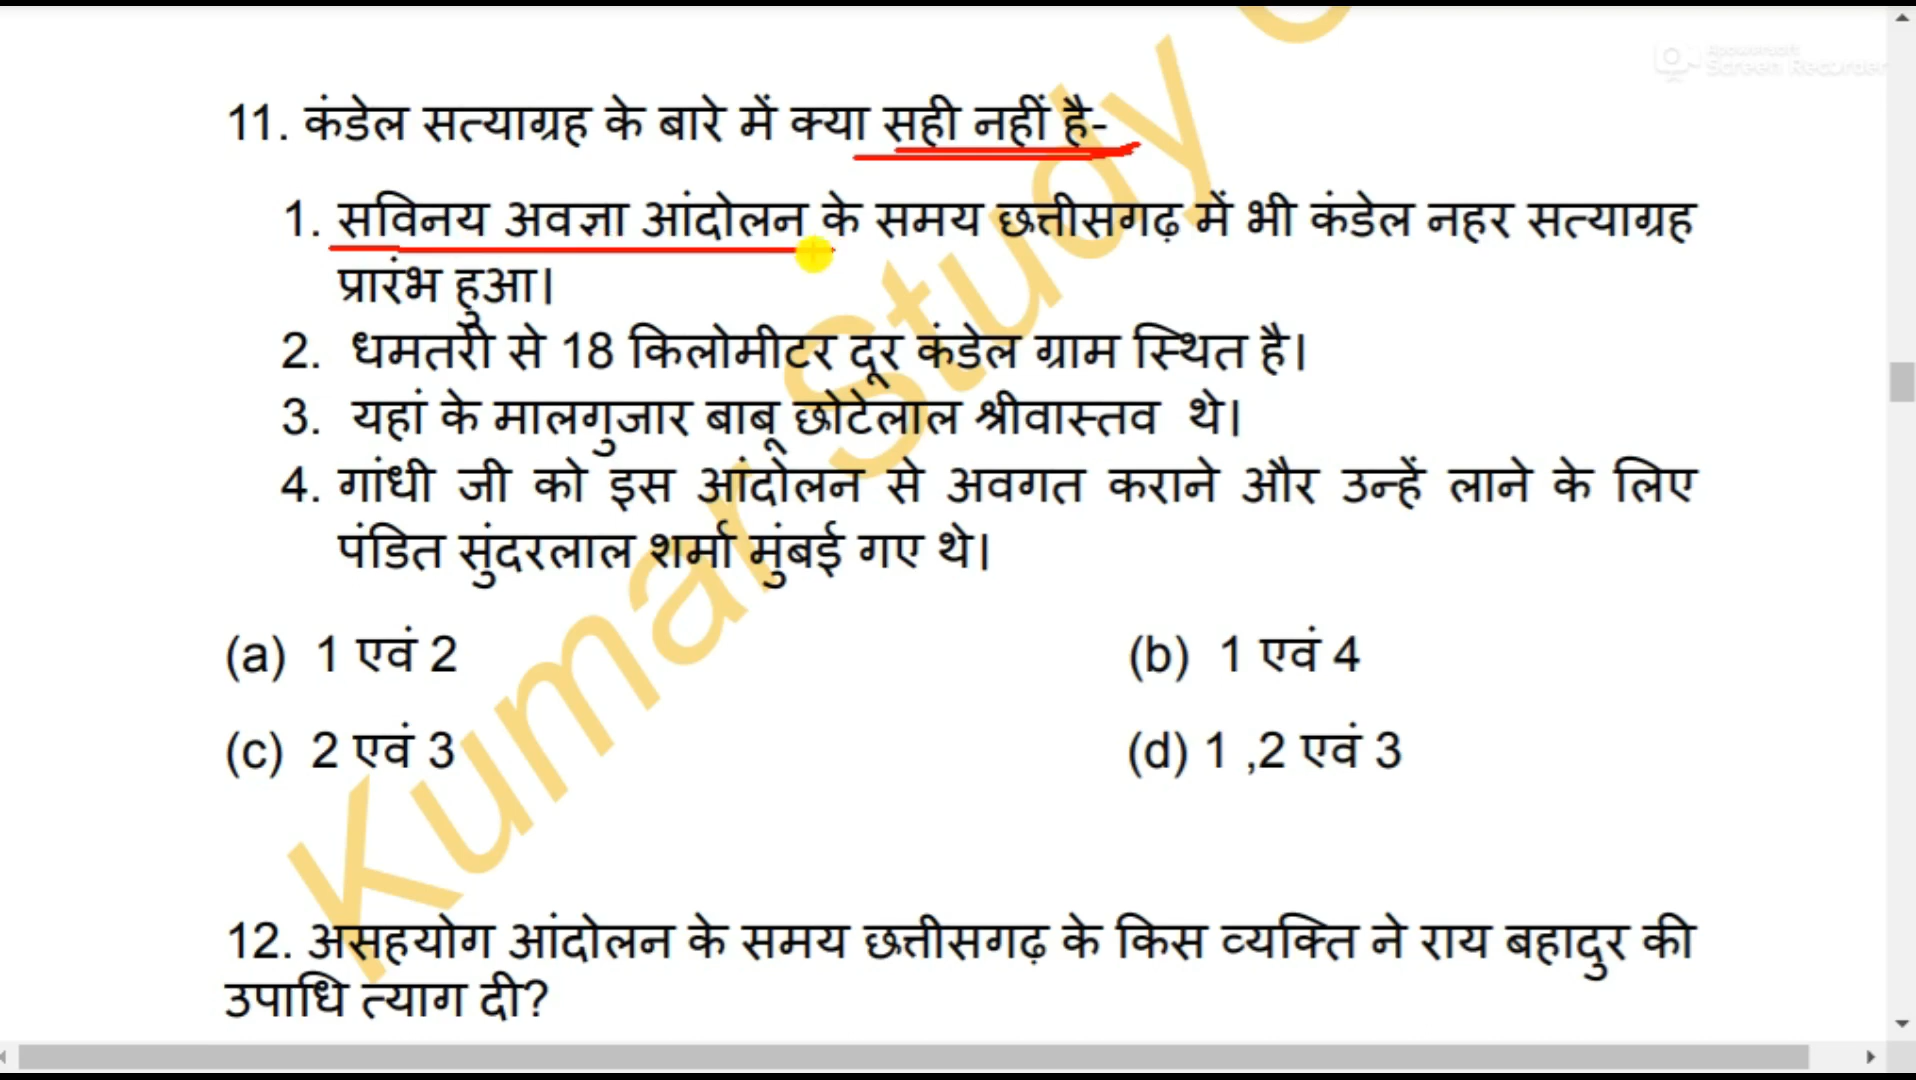 Apowersoft
Screen Recorder
11. कंडेल सत्याग्रह के बारे में क्या सही नहीं है-
1. सविनय अवज्ञा आंदोलन के समय छत्तीसगढ़ में भी कंडेल नहर सत्याग्रह
प्रारंभ हुआ।
2. धमतरी से 18 किलोमीटर दूर कंडेल ग्राम स्थित है।
3. यहां के मालगुजार बाबू छोटेलाल श्रीवास्तव थे।
4. गांधी जी को इस आंदोलन से अवगत कराने और उन्हें लाने के लिए
पंडित सुंदरलाल शर्मा मुंबई गए थे।
(a) 1 एवं 2 (b) 1 एवं 4
(c) 2 एवं 3 (d) 1 ,2 एवं 3
12. असहयोग आंदोलन के समय छत्तीसगढ़ के किस व्यक्ति ने राय बहादुर की
उपाधि त्याग दी?
Kumar Study